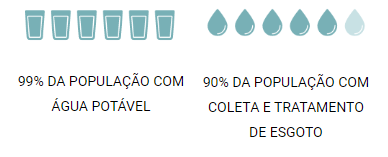 99% DA POPULAÇÃO COM
ÁGUA POTÁVEL
90% DA POPULAÇÃO COM
COLETA E TRATAMENTO
DE ESGOTO